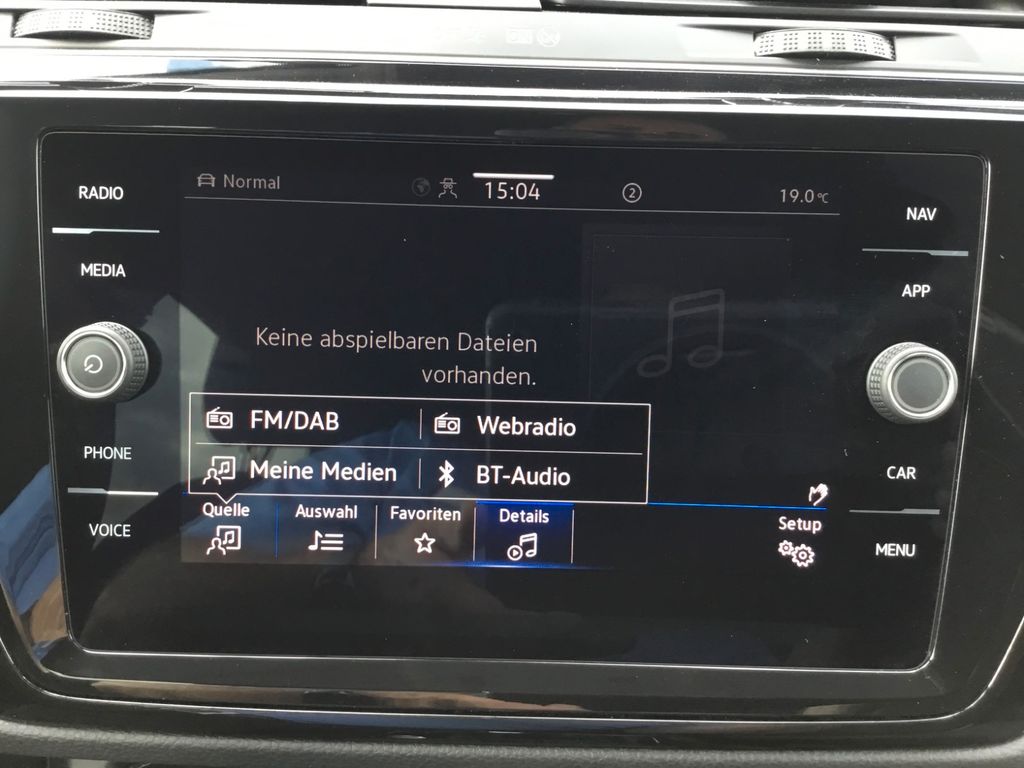 RADIO
MEDIA
PHONE
VOICE
Normal
15:04
2
19.0°C
Keine abspielbaren Dateien
vorhanden.
FM/DAB
Webradio
Meine Medien
BT-Audio
Quelle
Auswahl
Favoriten
Details
Setup
NAV
APP
CAR
MENU